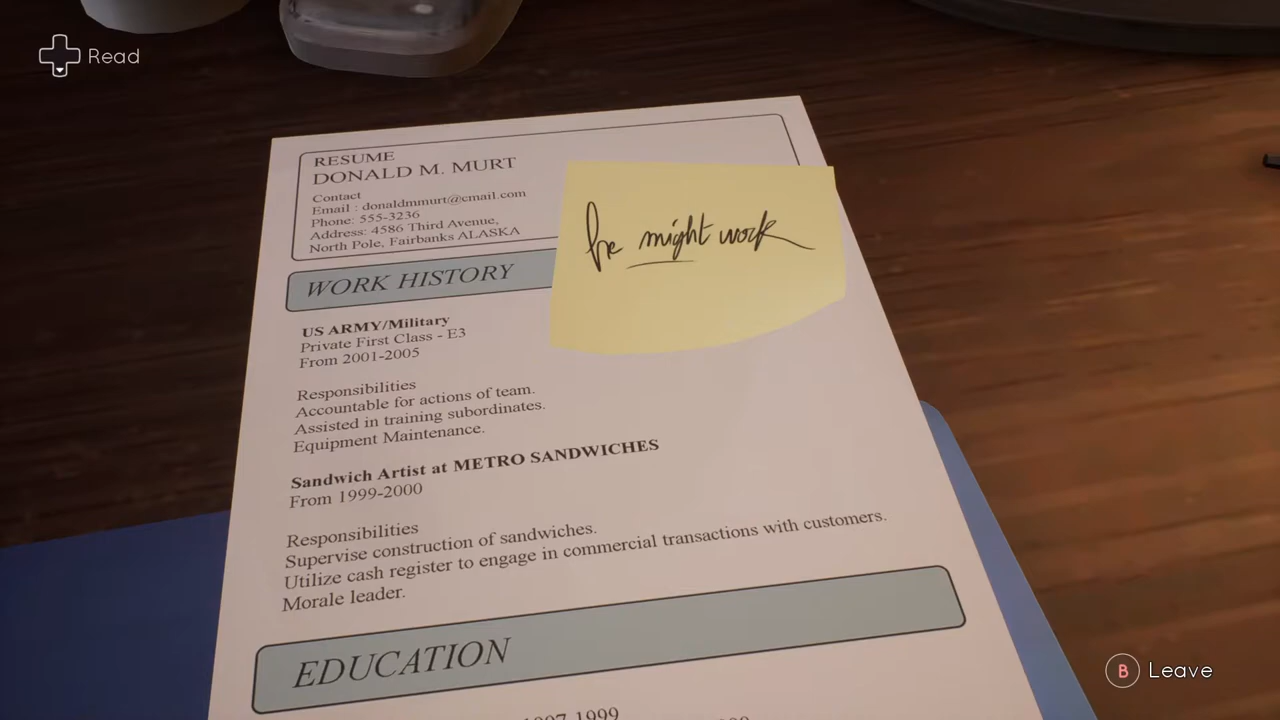 Read
RESUME
DONALD M. MURT
Contact
Email : donaldmmurt@cmail.com
Phone: 555-3236
Address: 4586 Third Avenue,
North Pole, Fairbanks ALASKA
he might work
WORK HISTORY
US ARMY/Military
Private First Class - E3
From 2001-2005
Responsibilities
Accountable for actions of team.
Assisted in training subordinates.
Equipment Maintenance.
Sandwich Artist at METRO SANDWICHES
From 1999-2000
Responsibilities
Supervise construction of sandwiches.
Utilize cash register to engage in commercial transactions with customers.
Morale leader.
EDUCATION
1997-1999
B Leave